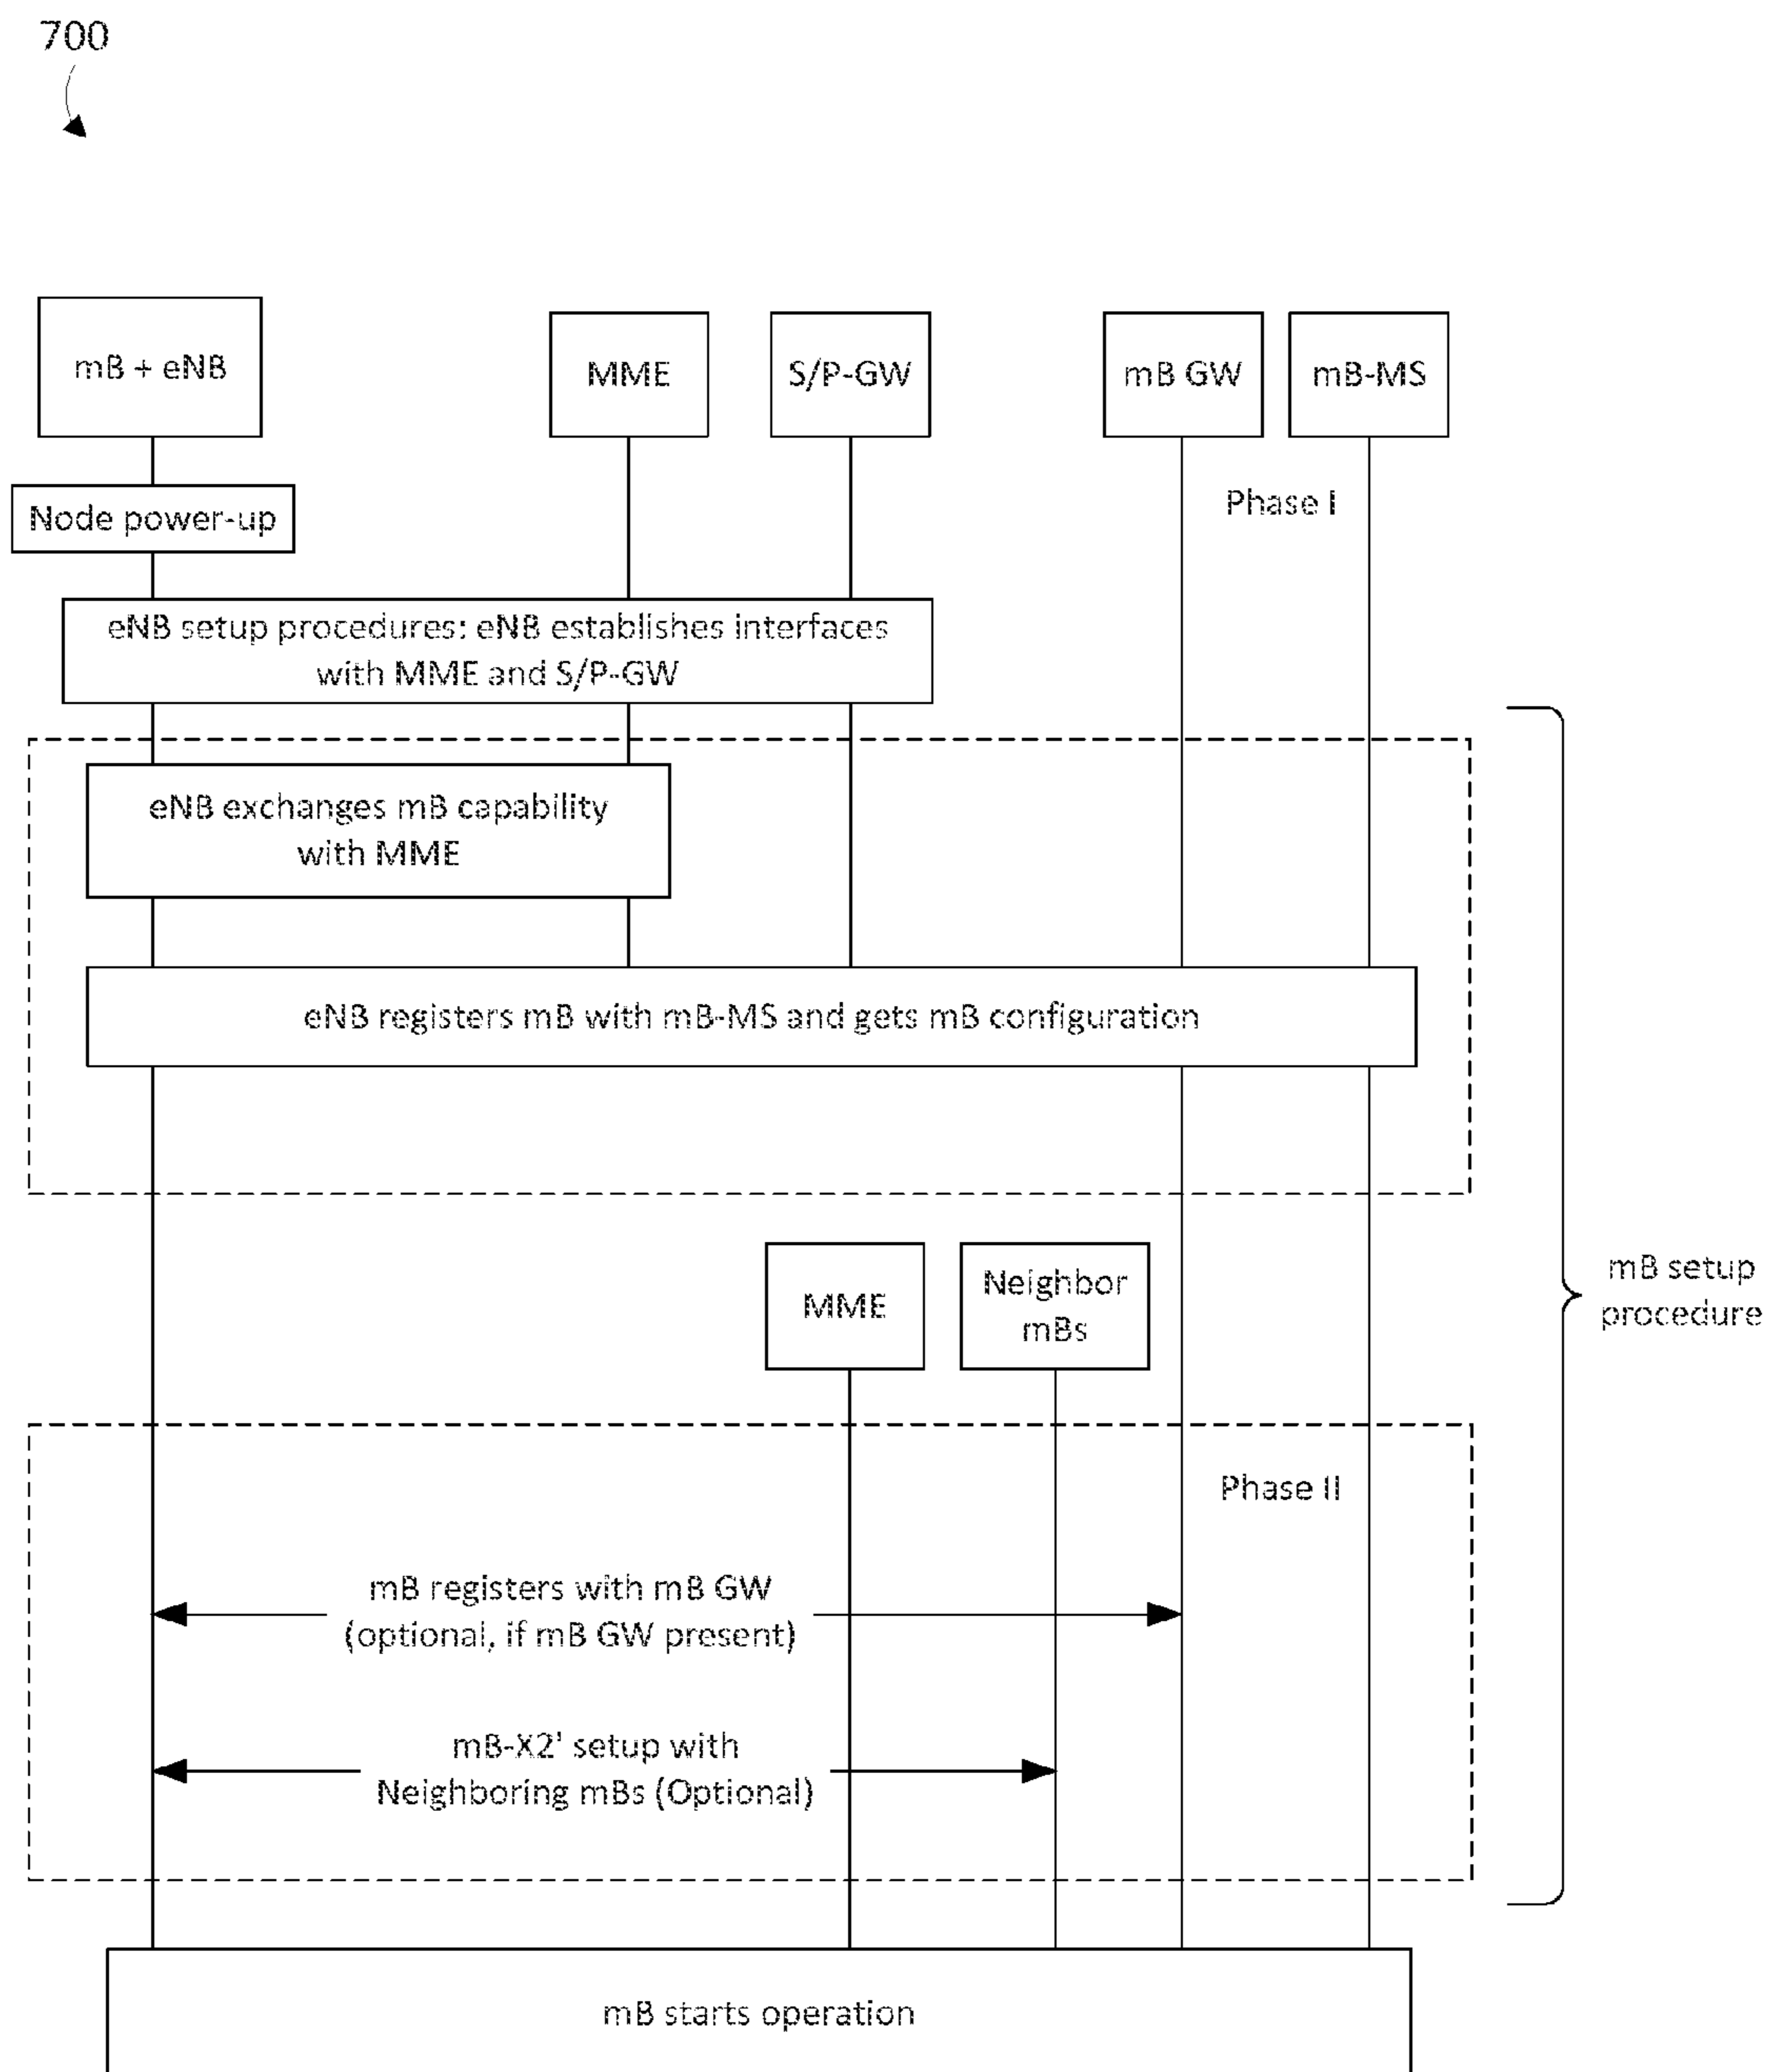 700
mB + eNB
MME
S/P-GW
mB GW
mB-MS
Phase I
Node power-up
eNB setup procedures: eNB establishes interfaces
with MME and S/P-GW
eNB exchanges mB capability
with MME
eNB registers mB with mB-MS and gets mB configuration
MME
Neighbor
mBs
mB setup
procedure
Phase II
mB registers with mB GW
(optional, if mB GW present)
mB-X2' setup with
Neighboring mBs (Optional)
mB starts operation